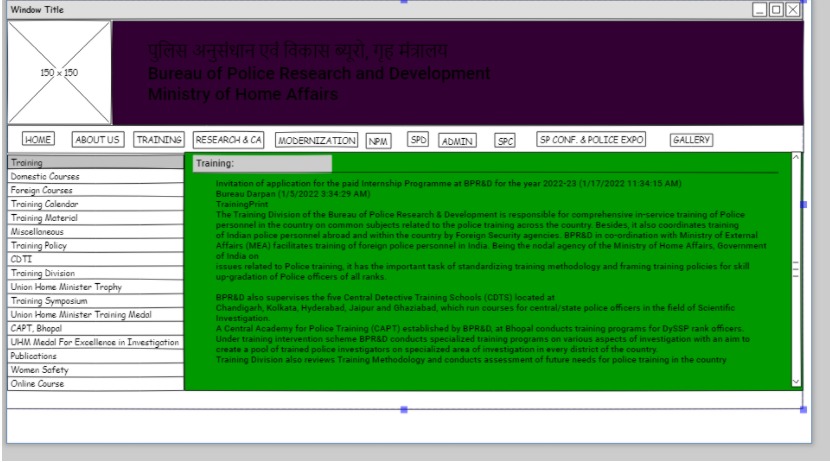 Window Title
150 x 150
पुलिस अनुसंधान एवं विकास ब्यूरो, गृह मंत्रालय
Bureau of Police Research and Development
Ministry of Home Affairs
HOME ABOUT US TRAINING RESEARCH & CA MODERNIZATION NPM SPD ADMIN SPC SP CONF. & POLICE EXPO GALLERY
Training
Domestic Courses
Foreign Courses
Training Calendar
Training Material
Miscellaneous
Training Policy
CDTI
Training Division
Union Home Minister Trophy
Training Symposium
Union Home Minister Training Medal
CAPT, Bhopal
UHM Medal For Excellence in Investigation
Publications
Women Safety
Online Course
Training:
Invitation of application for the paid Internship Programme at BPR&D for the year 2022-23 (1/17/2022 11:34:15 AM)
Bureau Darpan (1/5/2022 3:34:29 AM)
TrainingPrint
The Training Division of the Bureau of Police Research & Development is responsible for comprehensive in-service training of Police
personnel in the country on common subjects related to the police training across the country. Besides, it also coordinates training
of Indian police personnel abroad and within the country by Foreign Security agencies. BPR&D in co-ordination with Ministry of External
Affairs (MEA) facilitates training of foreign police personnel in India. Being the nodal agency of the Ministry of Home Affairs, Government
of India on
issues related to Police training, it has the important task of standardizing training methodology and framing training policies for skill
up-gradation of Police officers of all ranks.
BPR&D also supervises the five Central Detective Training Schools (CDTS) located at
Chandigarh, Kolkata, Hyderabad, Jaipur and Ghaziabad, which run courses for central/state police officers in the field of Scientific
Investigation.
A Central Academy for Police Training (CAPT) established by BPR&D, at Bhopal conducts training programs for DySSP rank officers.
Under training intervention scheme BPR&D conducts specialized training programs on various aspects of investigation with an aim to
create a pool of trained police investigators on specialized area of investigation in every district of the country.
Training Division also reviews Training Methodology and conducts assessment of future needs for police training in the country